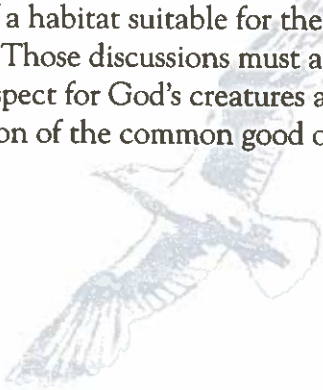 a habitat suitable for the
Those discussions must a
spect for God's creatures a
on of the common good o